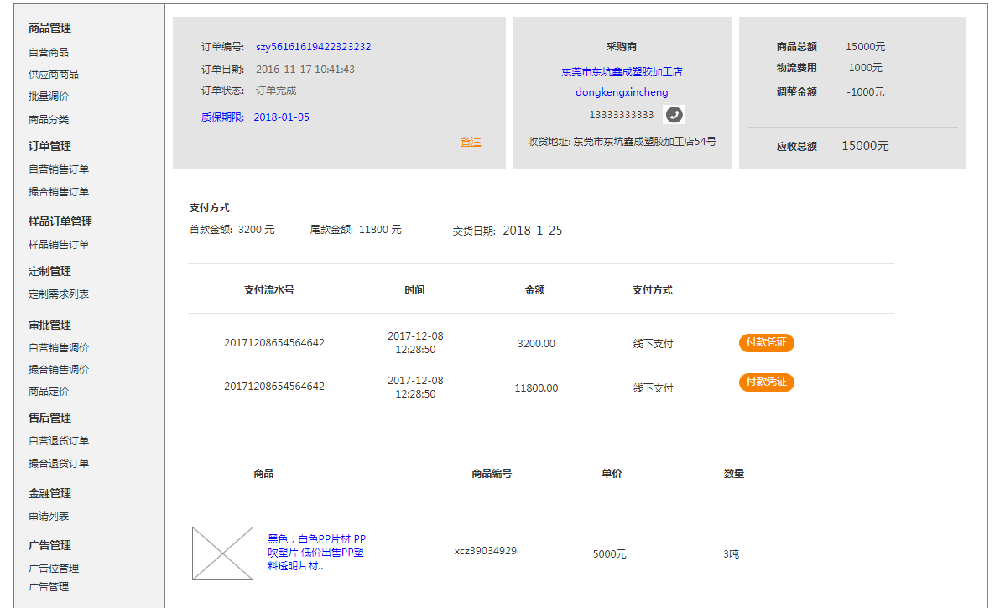 商品管理
自营商品
供应商商品
批量调价
商品分类
订单管理
自营销售订单
撮合销售订单
样品订单管理
样品销售订单
定制管理
定制需求列表
审批管理
自营销售调价
撮合销售调价
商品定价
售后管理
自营退货订单
撮合退货订单
金融管理
申请列表
广告管理
广告位管理
广告管理
订单编号: szy56161619422323232
订单日期: 2016-11-17 10:41:43
订单状态: 订单完成
质保期限: 2018-01-05
备注
采购商
东莞市东坑鑫成塑胶加工店
dongkengxincheng
13333333333
收货地址: 东莞市东坑鑫成塑胶加工店54号
商品总额 15000元
物流费用 1000元
调整金额 -1000元
应收总额 15000元
支付方式
首款金额: 3200 元 尾款金额: 11800 元 交货日期: 2018-1-25
支付流水号 时间 金额 支付方式
20171208654564642 2017-12-08 12:28:50 3200.00 线下支付 付款凭证
20171208654564642 2017-12-08 12:28:50 11800.00 线下支付 付款凭证
商品 商品编号 单价 数量
黑色，白色PP片材 PP
吹塑片 低价出售PP塑
料透明片材..
xcz39034929 5000元 3吨